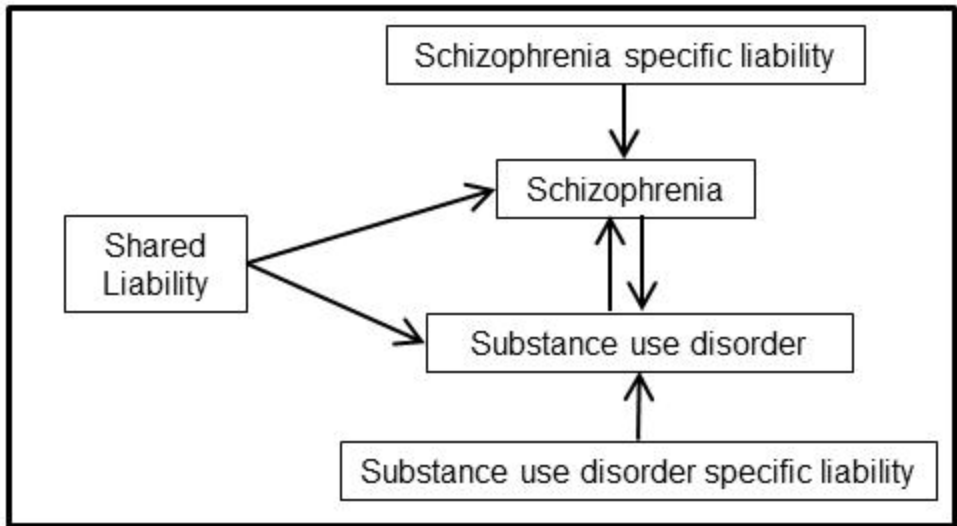 Schizophrenia specific liability
Schizophrenia
Shared
Liability
Substance use disorder
Substance use disorder specific liability